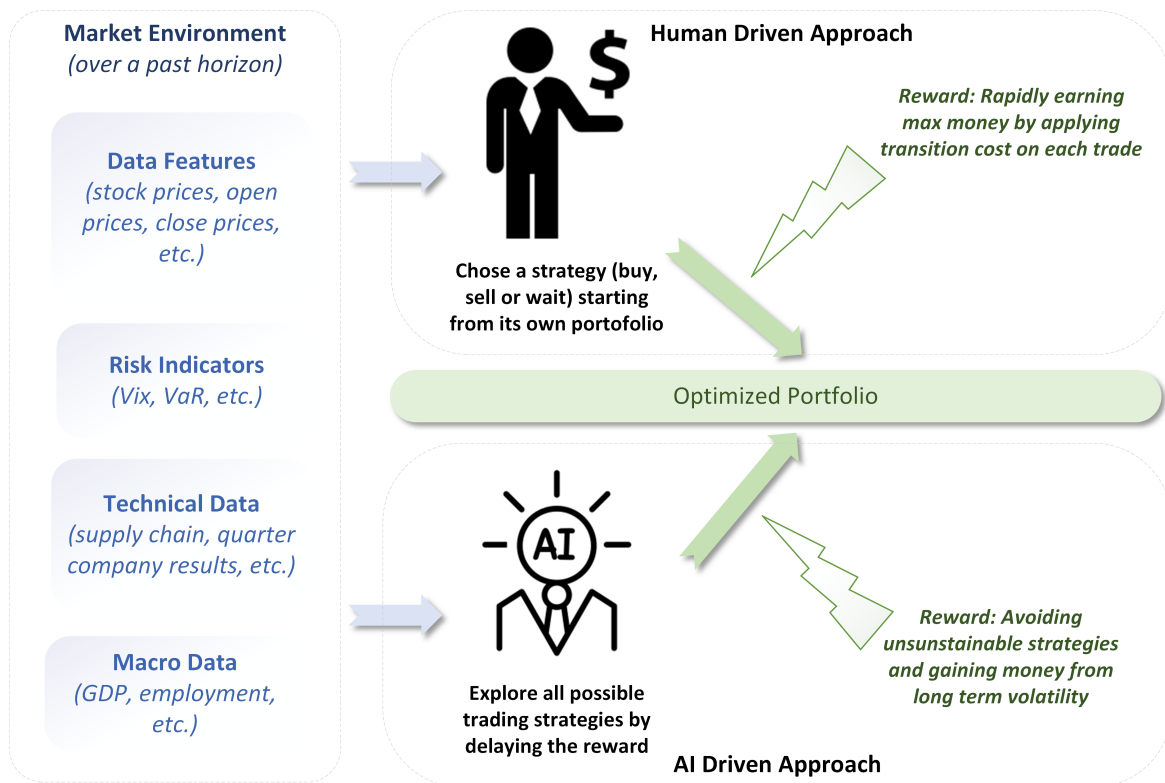 Market Environment
(over a past horizon)
Data Features
(stock prices, open
prices, close prices,
etc.)
Risk Indicators
(Vix, VaR, etc.)
Technical Data
(supply chain, quarter
company results, etc.)
Macro Data
(GDP, employment,
etc.)
Human Driven Approach
$
Reward: Rapidly earning
max money by applying
transition cost on each trade
Chose a strategy (buy,
sell or wait) starting
from its own portofolio
Optimized Portfolio
AI
Explore all possible
trading strategies by
delaying the reward
Reward: Avoiding
unsunstainable strategies
and gaining money from
long term volatility
AI Driven Approach